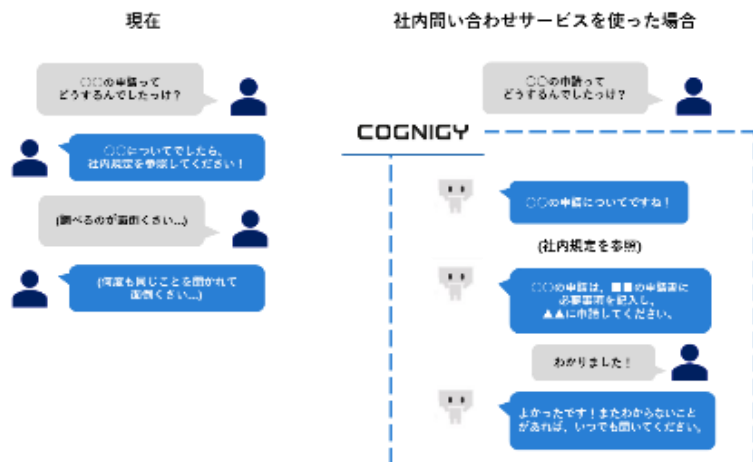 現在
〇〇の申請って
どうするんでしたっけ？
〇〇についてでしたら、
社内規定を参照してください！
(調べるのが面倒くさい…)
(何度も同じことを聞かれて
面倒くさい…)
社内問い合わせサービスを使った場合
〇〇の申請って
どうするんでしたっけ？
COGNIGY
〇〇の申請についてですね！
(社内規定を参照)
〇〇の申請は、■■の申請書に
必要事項を記入し、
▲▲に申請してください。
わかりました！
よかったです！またわからないこと
があれば、いつでも聞いてください。